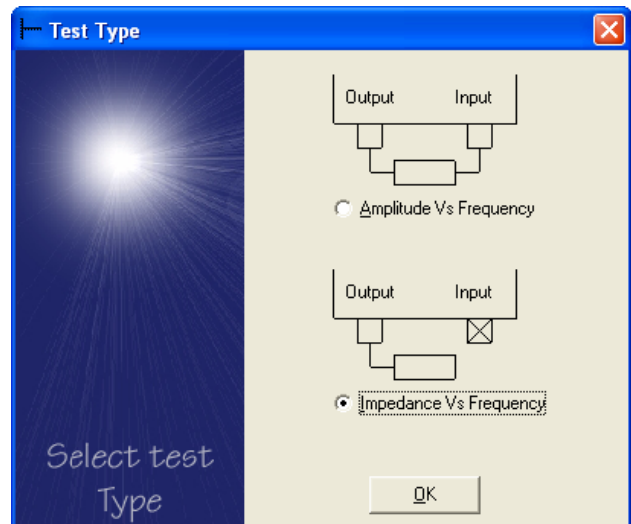 Test Type
Output Input
Amplitude Vs Frequency
Output Input
Impedance Vs Frequency
Select test
Type
OK